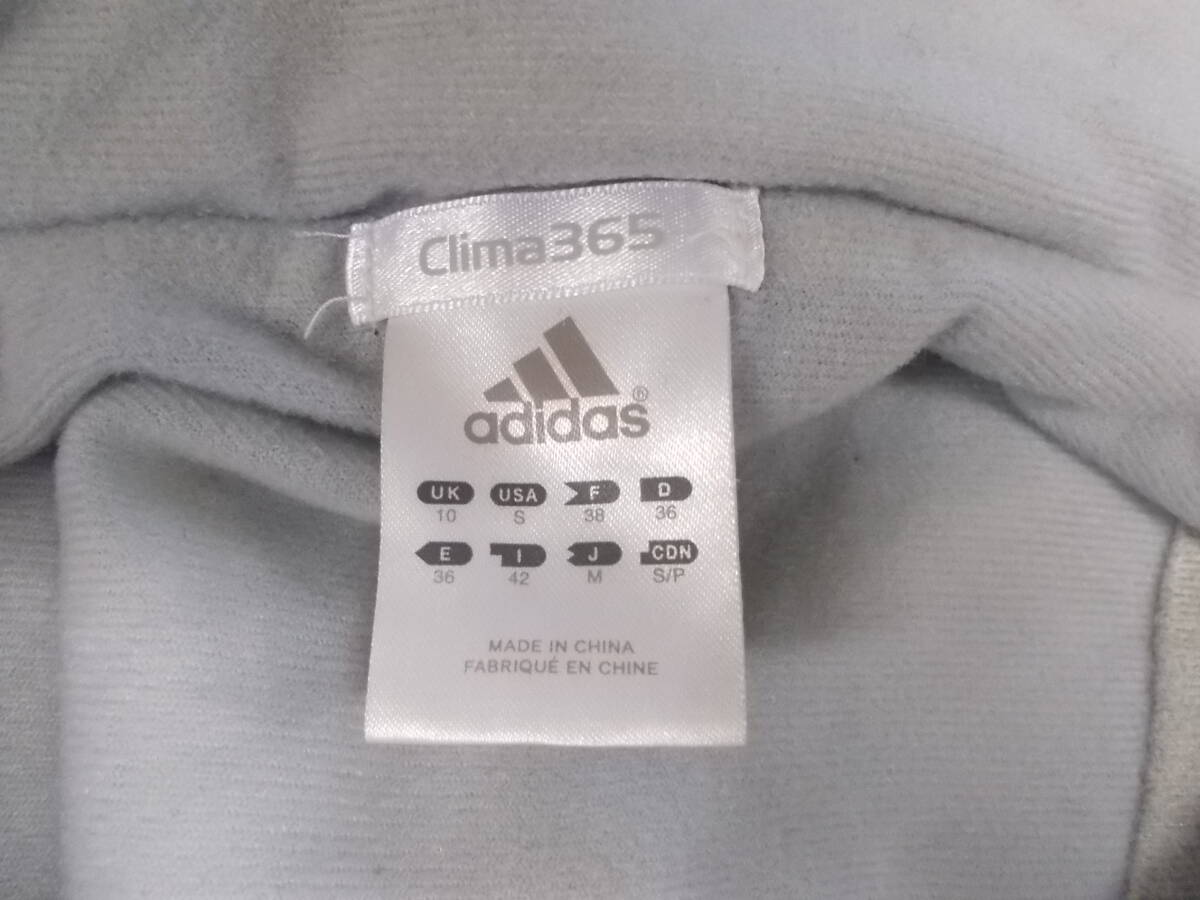 Clima365
adidas®
UK USA F D
10 S 38 36
E I J CDN
36 42 M S/P
MADE IN CHINA
FABRIQUÉ EN CHINE